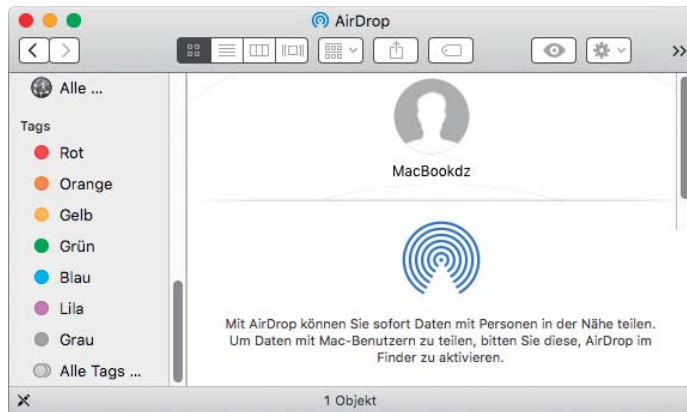 AirDrop
Alle ...
Tags
Rot
Orange
Gelb
Grün
Blau
Lila
Grau
Alle Tags ...
MacBookdz
Mit AirDrop können Sie sofort Daten mit Personen in der Nähe teilen.
Um Daten mit Mac-Benutzern zu teilen, bitten Sie diese, AirDrop im
Finder zu aktivieren.
1 Objekt